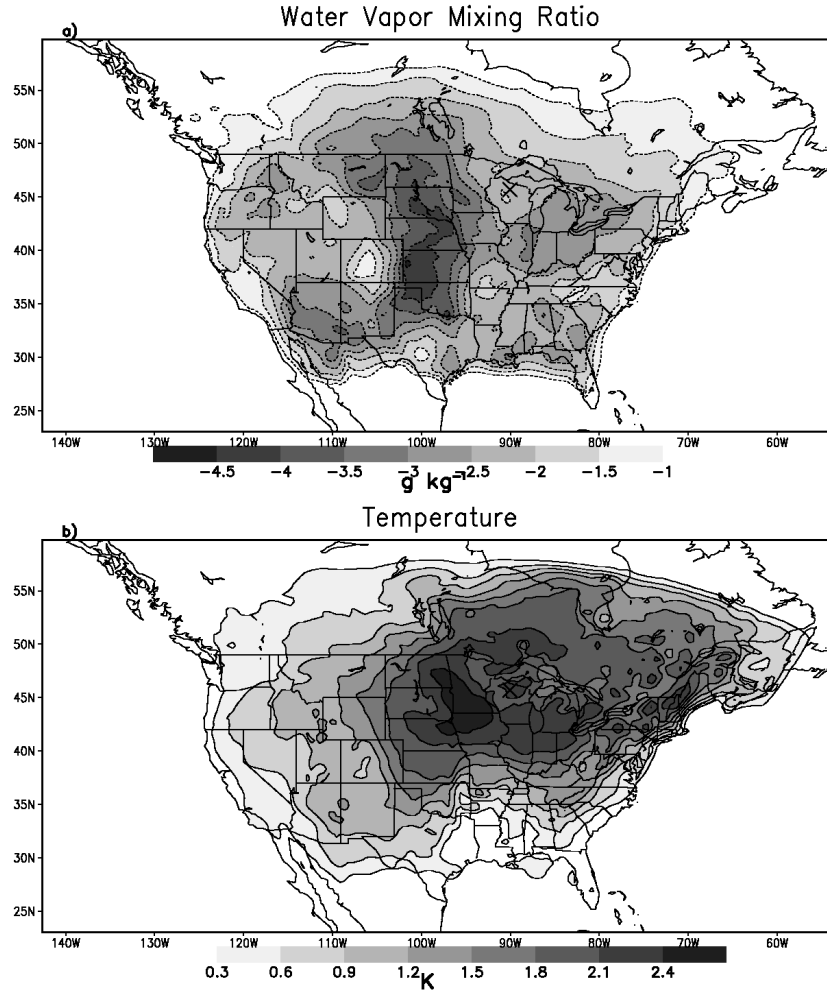 Water Vapor Mixing Ratio
a)
55N
50N
45N
40N
35N
30N
25N
140W 130W 120W 110W 100W 90W 80W 70W 60W
-4.5 -4 -3.5 -3 -2.5 -2 -1.5 -1
g kg⁻¹
Temperature
b)
55N
50N
45N
40N
35N
30N
25N
140W 130W 120W 110W 100W 90W 80W 70W 60W
0.3 0.6 0.9 1.2 1.5 1.8 2.1 2.4
K